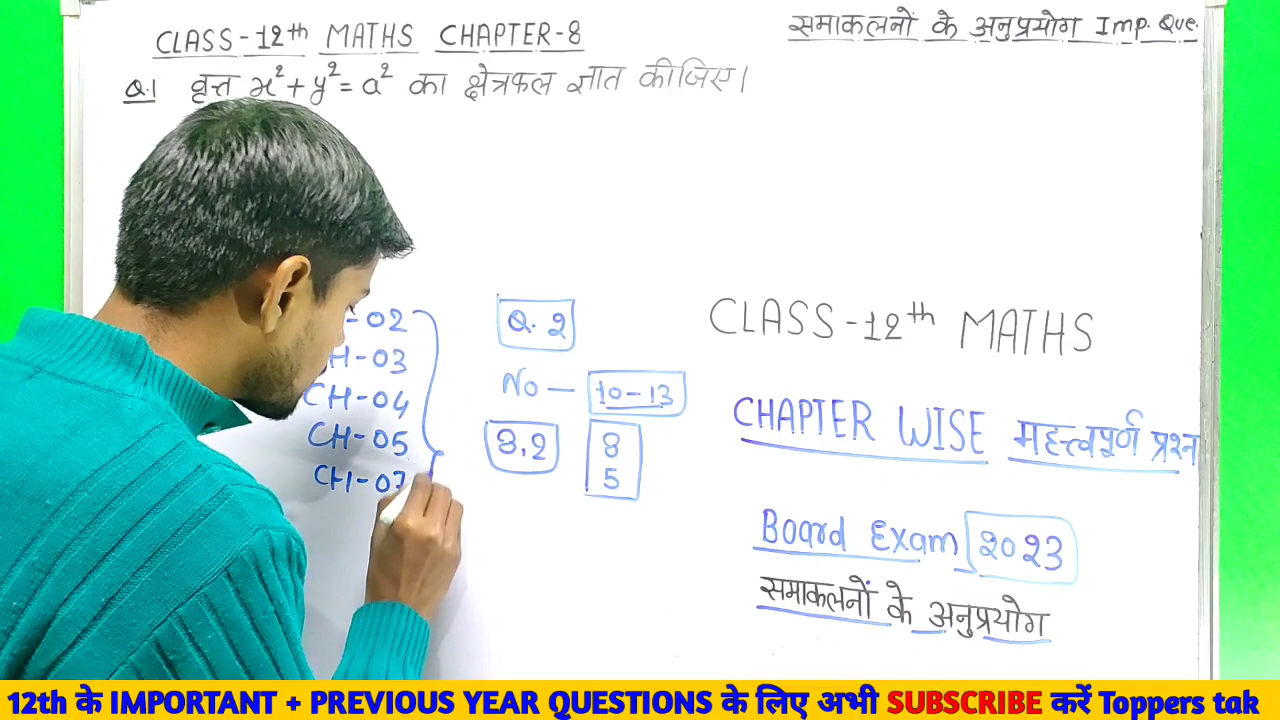 CLASS-12th MATHS CHAPTER-8
समाकलनों के अनुप्रयोग Imp. Que.
Q.1 वृत्त x²+y²=a² का क्षेत्रफल ज्ञात कीजिए।
-02
H-03
CH-04
CH-05
CH-07
Q. 2
No — 10-13
8.2
8
5
CLASS-12th MATHS
CHAPTER WISE महत्त्वपूर्ण प्रश्न
Board Exam 2023
समाकलनों के अनुप्रयोग
12th के IMPORTANT + PREVIOUS YEAR QUESTIONS के लिए अभी SUBSCRIBE करें Toppers tak